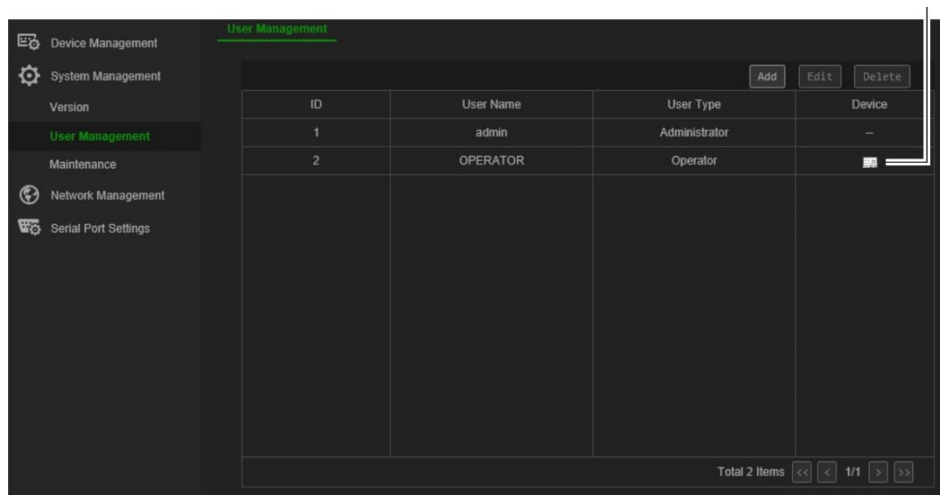 Device Management
System Management
Version
User Management
Maintenance
Network Management
Serial Port Settings
User Management
Add Edit Delete
ID User Name User Type Device
1 admin Administrator --
2 OPERATOR Operator
Total 2 Items << < 1/1 > >>